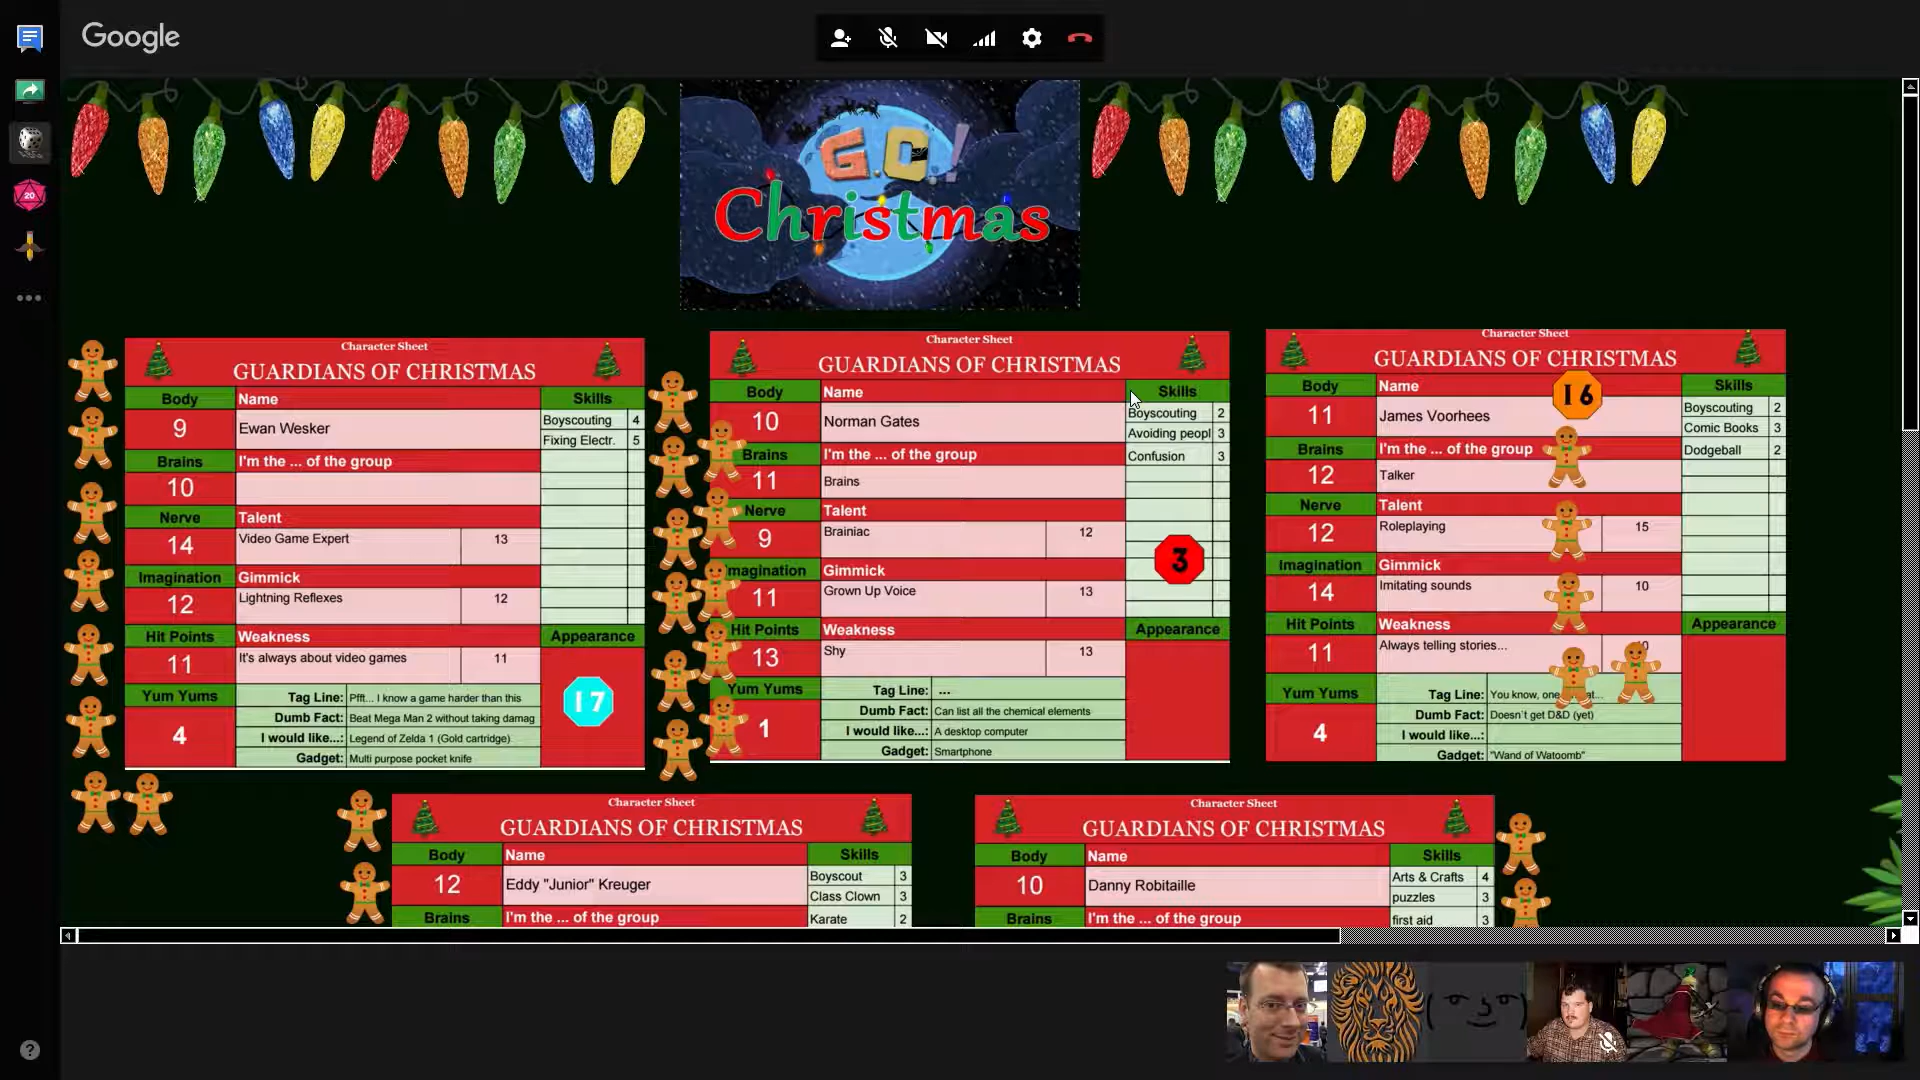 Google
G.C.!
Christmas
20
Character Sheet
GUARDIANS OF CHRISTMAS
Body Name Skills
9 Ewan Wesker
Boyscouting 4
Fixing Electr. 5
Brains I'm the ... of the group
10
Nerve Talent
14 Video Game Expert 13
Imagination Gimmick
12 Lightning Reflexes 12
Hit Points Weakness Appearance
11 It's always about video games 11
Yum Yums
4
Tag Line: Pfft... I know a game harder than this
Dumb Fact: Beat Mega Man 2 without taking damag
I would like...: Legend of Zelda 1 (Gold cartridge)
Gadget: Multi purpose pocket knife
17
Character Sheet
GUARDIANS OF CHRISTMAS
Body Name Skills
10 Norman Gates
Boyscouting 2
Avoiding peopl 3
Confusion 3
Brains I'm the ... of the group
11 Brains
Nerve Talent
9 Brainiac 12
magination Gimmick
11 Grown Up Voice 13
3
Hit Points Weakness Appearance
13 Shy 13
Yum Yums
1
Tag Line: ...
Dumb Fact: Can list all the chemical elements
I would like...: A desktop computer
Gadget: Smartphone
Character Sheet
GUARDIANS OF CHRISTMAS
Body Name Skills
16
11 James Voorhees
Boyscouting 2
Comic Books 3
Dodgeball 2
Brains I'm the ... of the group
12 Talker
Nerve Talent
12 Roleplaying 15
Imagination Gimmick
14 Imitating sounds 10
Hit Points Weakness Appearance
11 Always telling stories...
Yum Yums
4
Tag Line: You know, one
Dumb Fact: Doesn't get D&D (yet)
I would like...:
Gadget: "Wand of Watoomb"
Character Sheet
GUARDIANS OF CHRISTMAS
Body Name Skills
12 Eddy "Junior" Kreuger
Boyscout 3
Class Clown 3
Karate 2
Brains I'm the ... of the group
Character Sheet
GUARDIANS OF CHRISTMAS
Body Name Skills
10 Danny Robitaille
Arts & Crafts 4
puzzles 3
first aid 3
Brains I'm the ... of the group